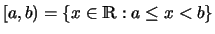 [a, b) = {x ∈ ℝ : a ≤ x < b}